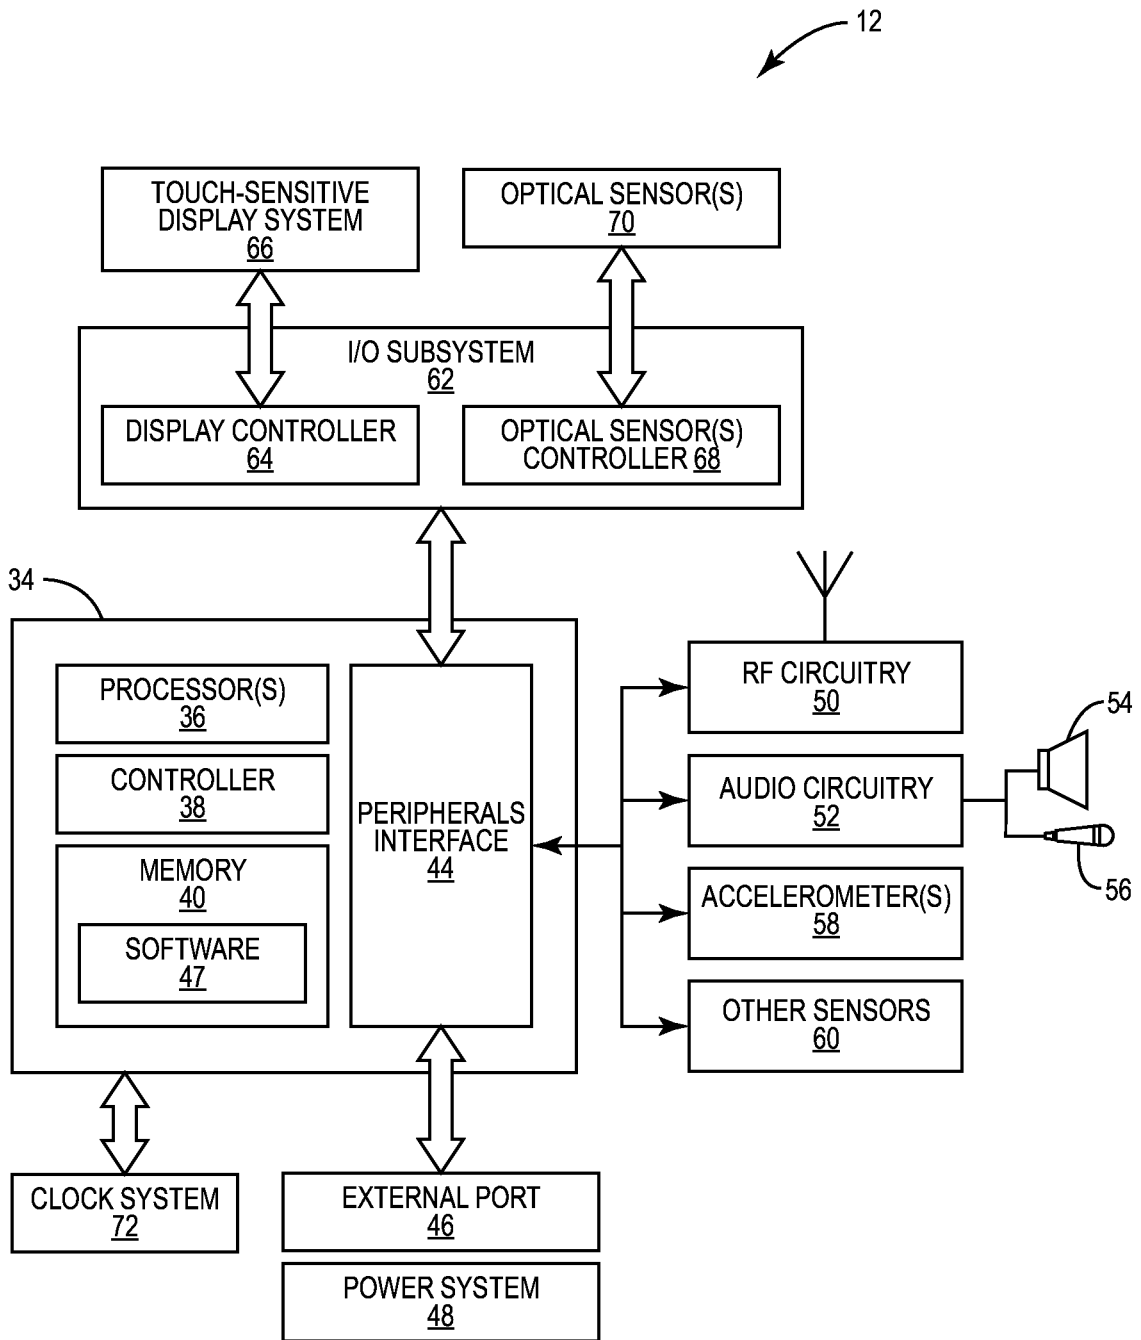 12
TOUCH-SENSITIVE
DISPLAY SYSTEM
66
OPTICAL SENSOR(S)
70
I/O SUBSYSTEM
62
DISPLAY CONTROLLER
64
OPTICAL SENSOR(S)
CONTROLLER 68
34
PROCESSOR(S)
36
CONTROLLER
38
MEMORY
40
SOFTWARE
47
PERIPHERALS
INTERFACE
44
RF CIRCUITRY
50
AUDIO CIRCUITRY
52
54
56
ACCELEROMETER(S)
58
OTHER SENSORS
60
CLOCK SYSTEM
72
EXTERNAL PORT
46
POWER SYSTEM
48